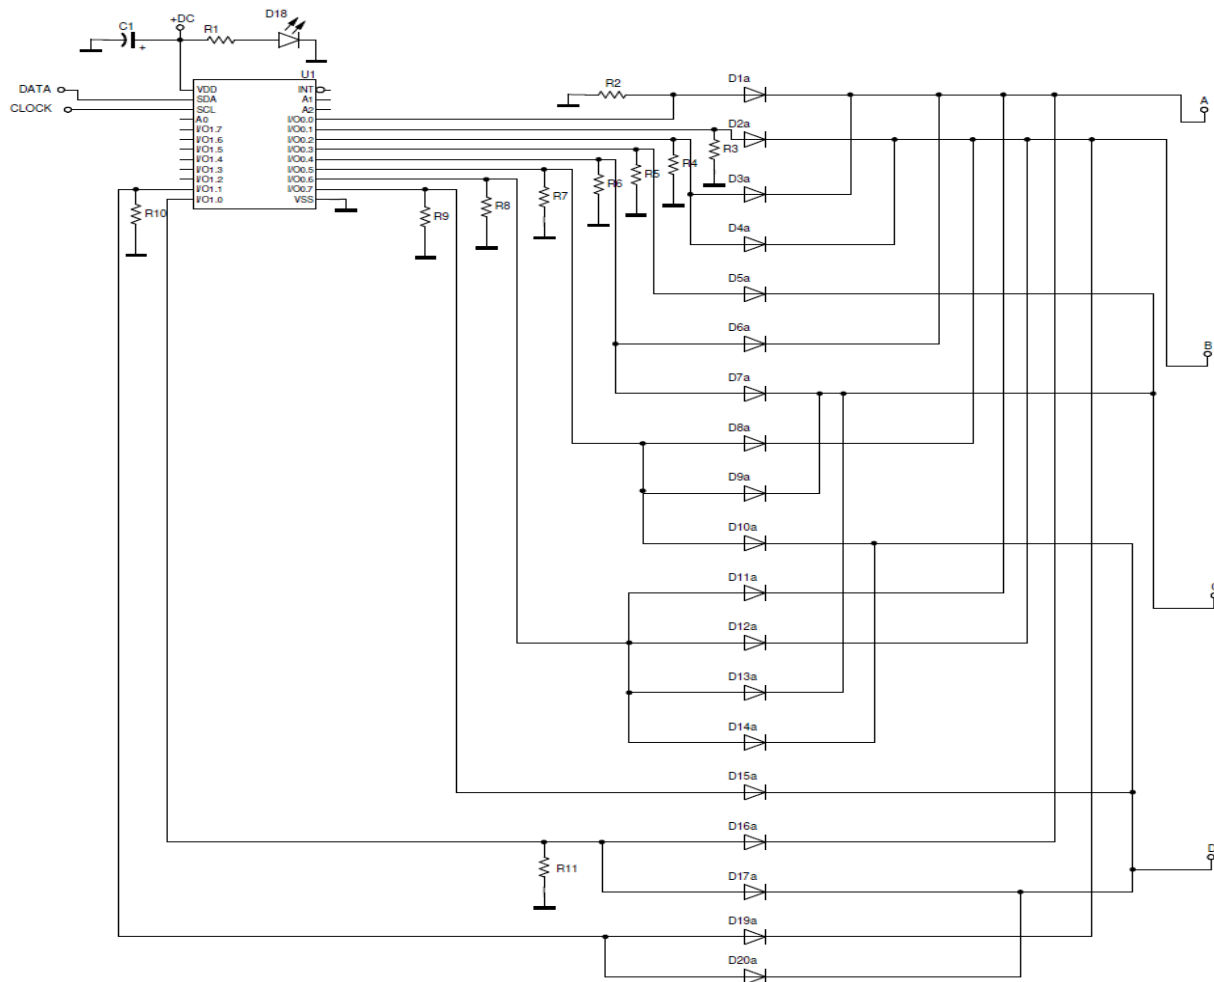 +DC
C1
R1
D18
+
U1
DATA
CLOCK
VDD
SDA
SCL
A0
I/O1.7
I/O1.6
I/O1.5
I/O1.4
I/O1.3
I/O1.2
I/O1.1
I/O1.0
INT
A1
A2
I/O0.0
I/O0.1
I/O0.2
I/O0.3
I/O0.4
I/O0.5
I/O0.6
I/O0.7
VSS
R2
R3
R4
R5
R6
R7
R8
R9
R10
D1a
D2a
D3a
D4a
D5a
D6a
D7a
D8a
D9a
D10a
D11a
D12a
D13a
D14a
D15a
D16a
R11
D17a
D19a
D20a
A
B
C
D